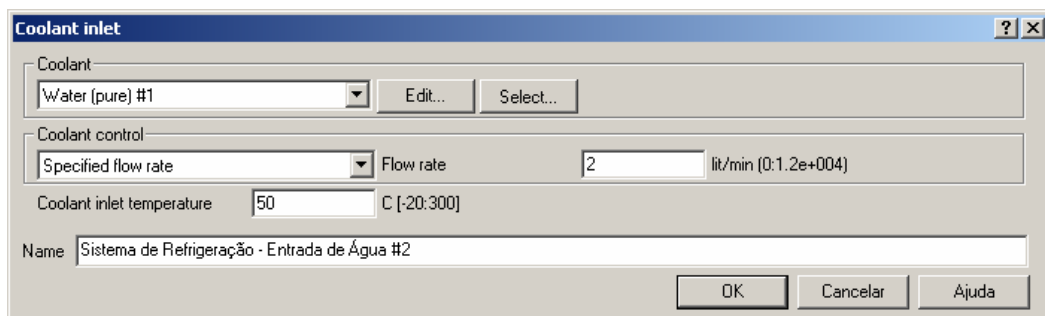 Coolant inlet
Coolant
Water (pure) #1 Edit... Select...
Coolant control
Specified flow rate Flow rate 2 lit/min (0:1.2e+004)
Coolant inlet temperature 50 C [-20:300]
Name Sistema de Refrigeração - Entrada de Água #2
OK Cancelar Ajuda